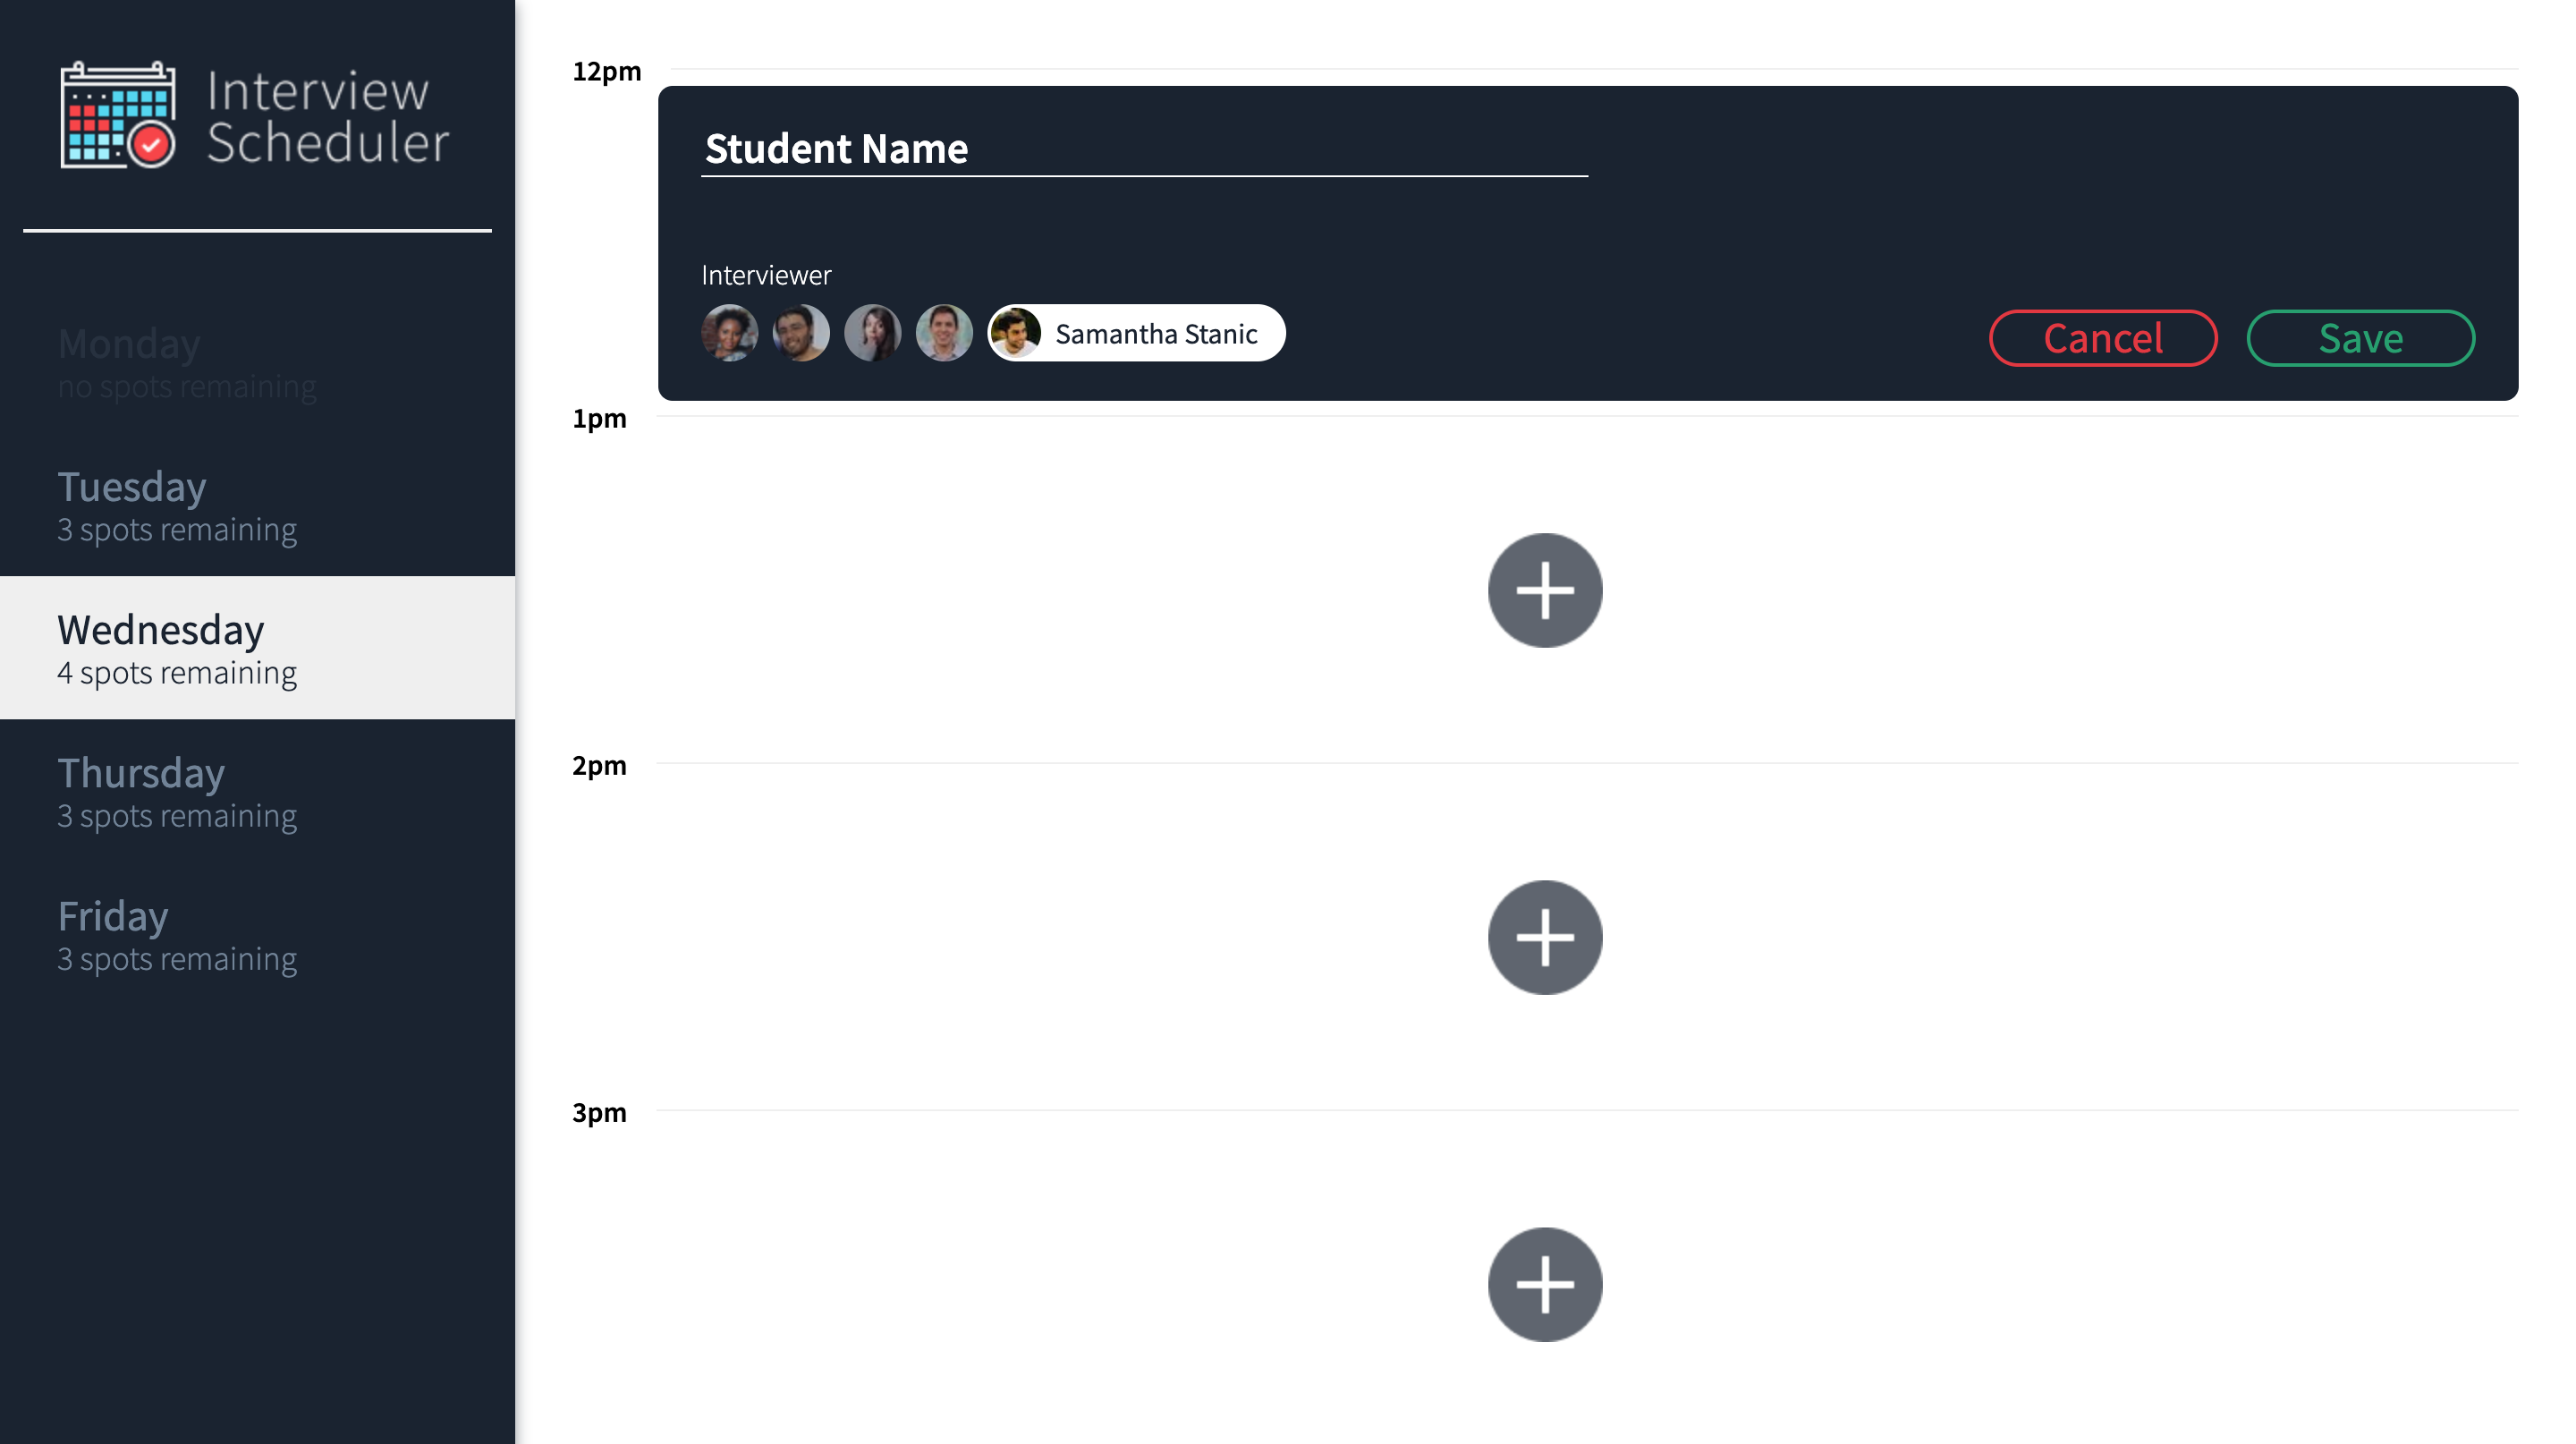 Interview
Scheduler
Monday
no spots remaining
Tuesday
3 spots remaining
Wednesday
4 spots remaining
Thursday
3 spots remaining
Friday
3 spots remaining
12pm
Student Name
Interviewer
Samantha Stanic
Cancel
Save
1pm
2pm
3pm